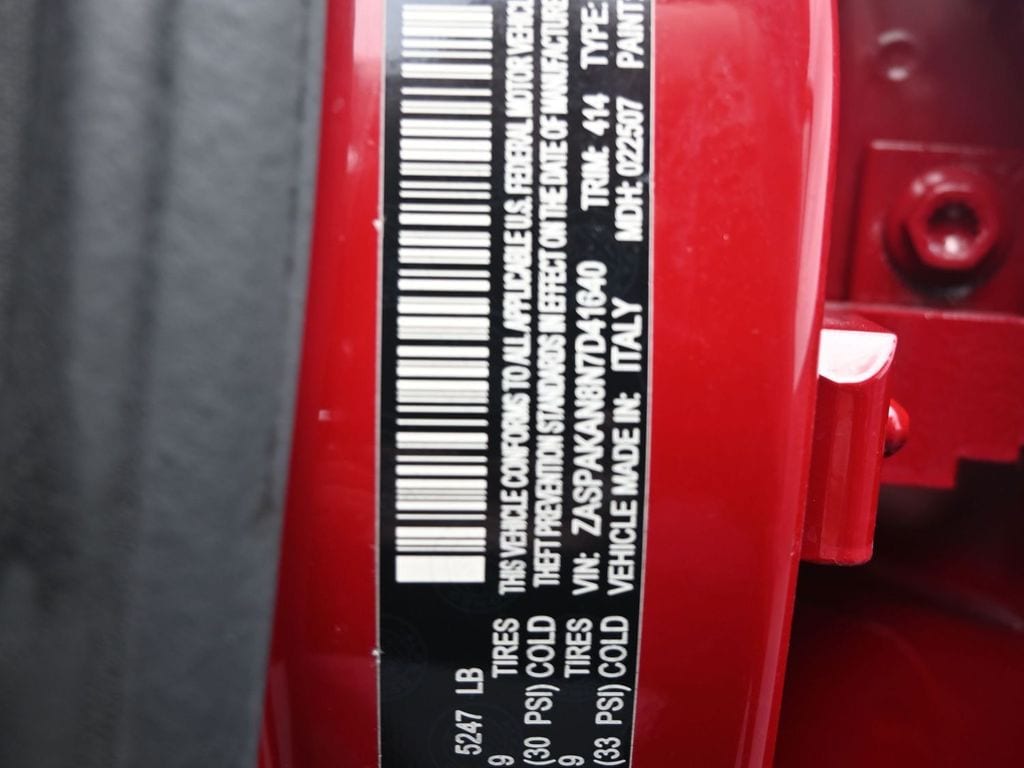 5247 LB
9 TIRES
(30 PSI) COLD
9 TIRES
(33 PSI) COLD
THIS VEHICLE CONFORMS TO ALL APPLICABLE U.S. FEDERAL MOTOR VEHICL
THEFT PREVENTION STANDARDS IN EFFECT ON THE DATE OF MANUFACTURE
VIN: ZASPAKAN8N7D41640 TRIM: 414 TYPE:
VEHICLE MADE IN: ITALY MDH: 022507 PAINT: